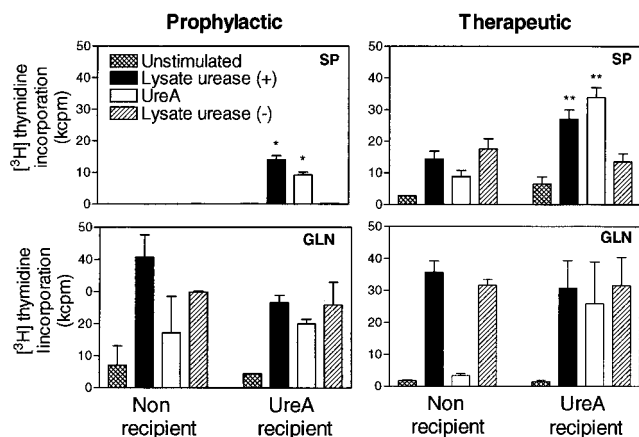 Prophylactic
Therapeutic
[³H] thymidine
incorporation
(kcpm)
50
40
30
20
10
0
Unstimulated
Lysate urease (+)
UreA
Lysate urease (-)
SP
*
*
50
40
30
20
10
0
SP
**
**
[³H] thymidine
lincorporation
(kcpm)
50
40
0
20
10
0
GLN
50
40
30
20
10
0
GLN
Non
recipient
UreA
recipient
Non
recipient
UreA
recipient